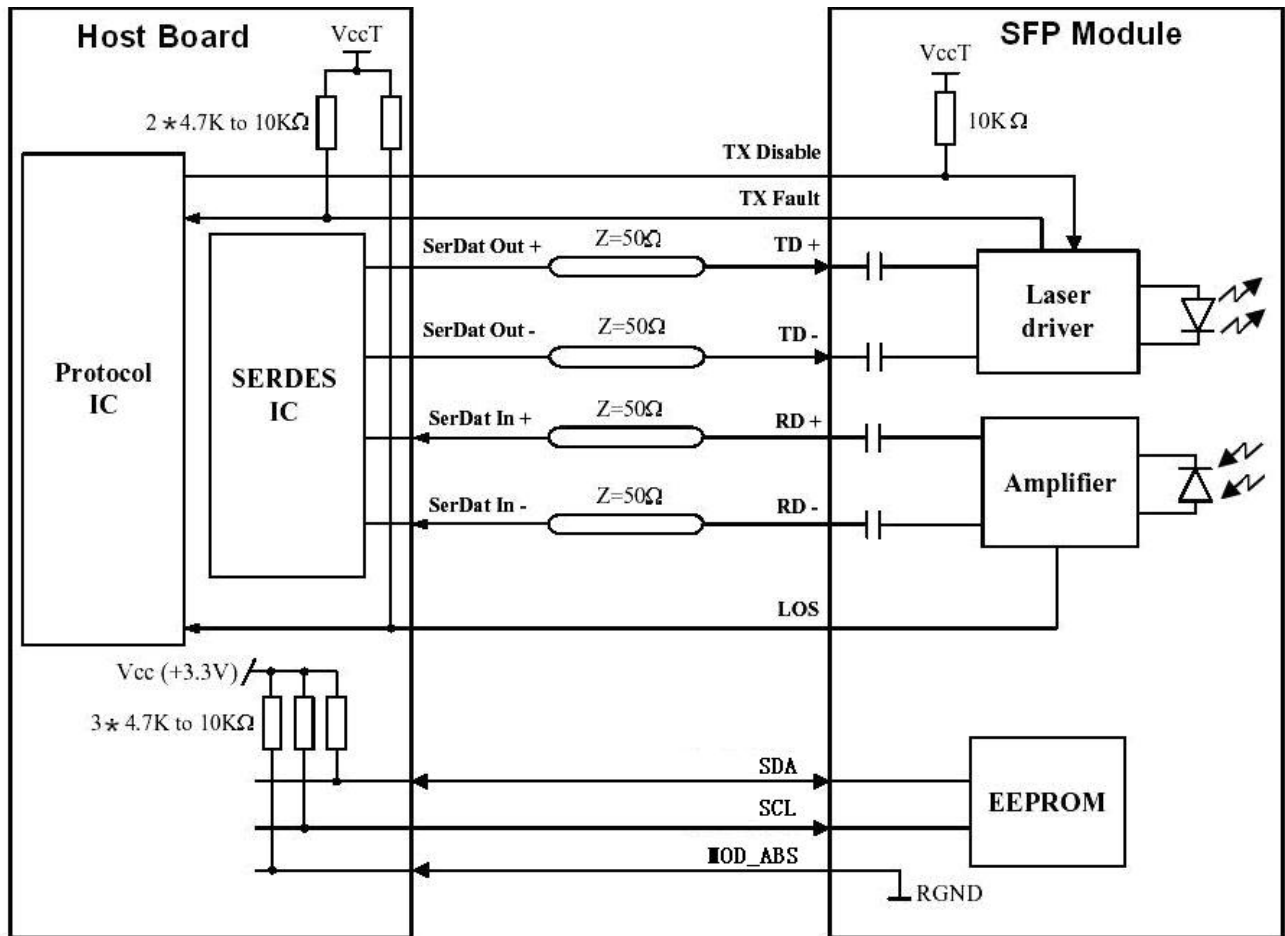 Host Board
VccT
2*4.7K to 10KΩ
SFP Module
VccT
10KΩ
TX Disable
TX Fault
SerDat Out +
Z=50Ω
TD +
SerDat Out -
Z=50Ω
TD -
SerDat In +
Z=50Ω
RD +
SerDat In -
Z=50Ω
RD -
Protocol
IC
SERDES
IC
Laser
driver
Amplifier
LOS
Vcc (+3.3V)
3*4.7K to 10KΩ
SDA
SCL
MOD_ABS
EEPROM
RGND